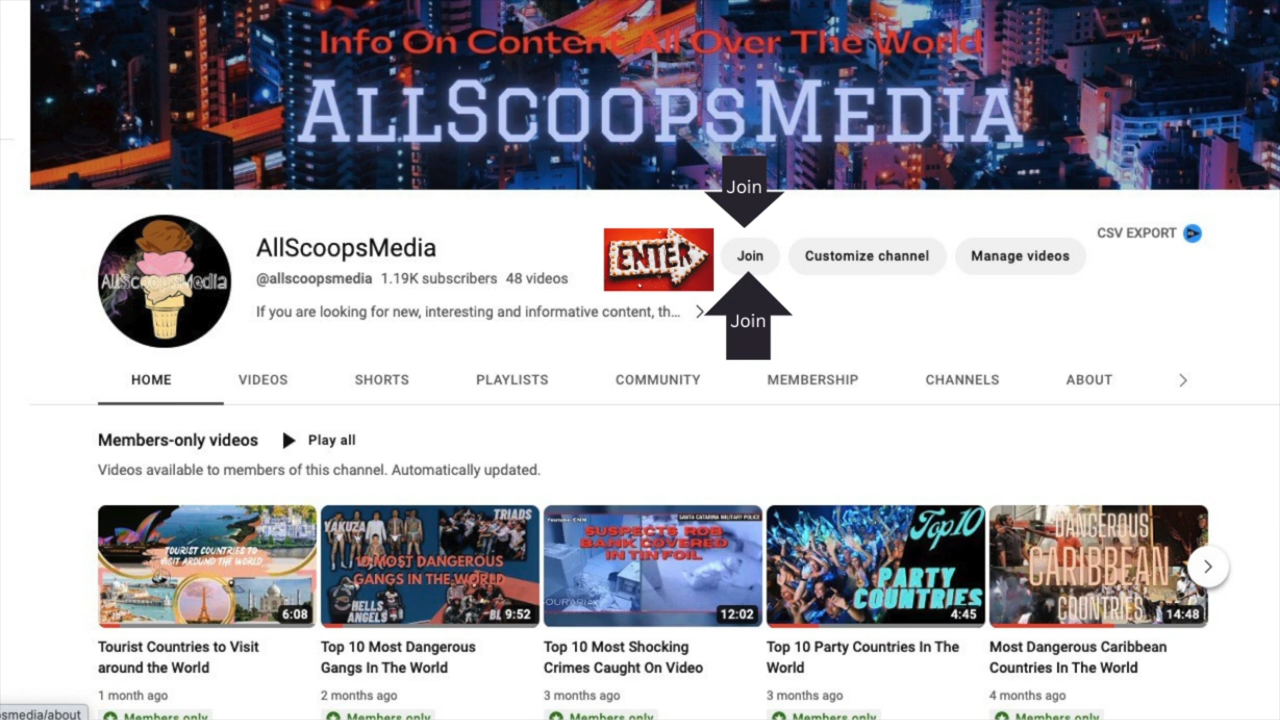 Info On Content All Over The World
ALLSCOOPSMEDIA
Join
AllScoopsMedia
AllScoopsMedia
@allscoopsmedia 1.19K subscribers 48 videos
If you are looking for new, interesting and informative content, th...
ENTER
Join
Customize channel
Manage videos
CSV EXPORT
Join
HOME
VIDEOS
SHORTS
PLAYLISTS
COMMUNITY
MEMBERSHIP
CHANNELS
ABOUT
Members-only videos
Play all
Videos available to members of this channel. Automatically updated.
TOURIST COUNTRIES TO
VISIT AROUND THE WORLD
6:08
YAKUZA
TRIADS
10 MOST DANGEROUS
GANGS IN THE WORLD
HELLS
ANGELS
BL
9:52
SANTA CATARINA MILITARY POLICE
SUSPECTS ROB
BANK COVERED
IN TIN FOIL
12:02
Top 10
PARTY
COUNTRIES
4:45
DANGEROUS
CARIBBEAN
COUNTRIES
14:48
Tourist Countries to Visit
around the World
1 month ago
Members only
Top 10 Most Dangerous
Gangs In The World
2 months ago
Members only
Top 10 Most Shocking
Crimes Caught On Video
3 months ago
Members only
Top 10 Party Countries In The
World
3 months ago
Members only
Most Dangerous Caribbean
Countries In The World
4 months ago
Members only
osmedia/about